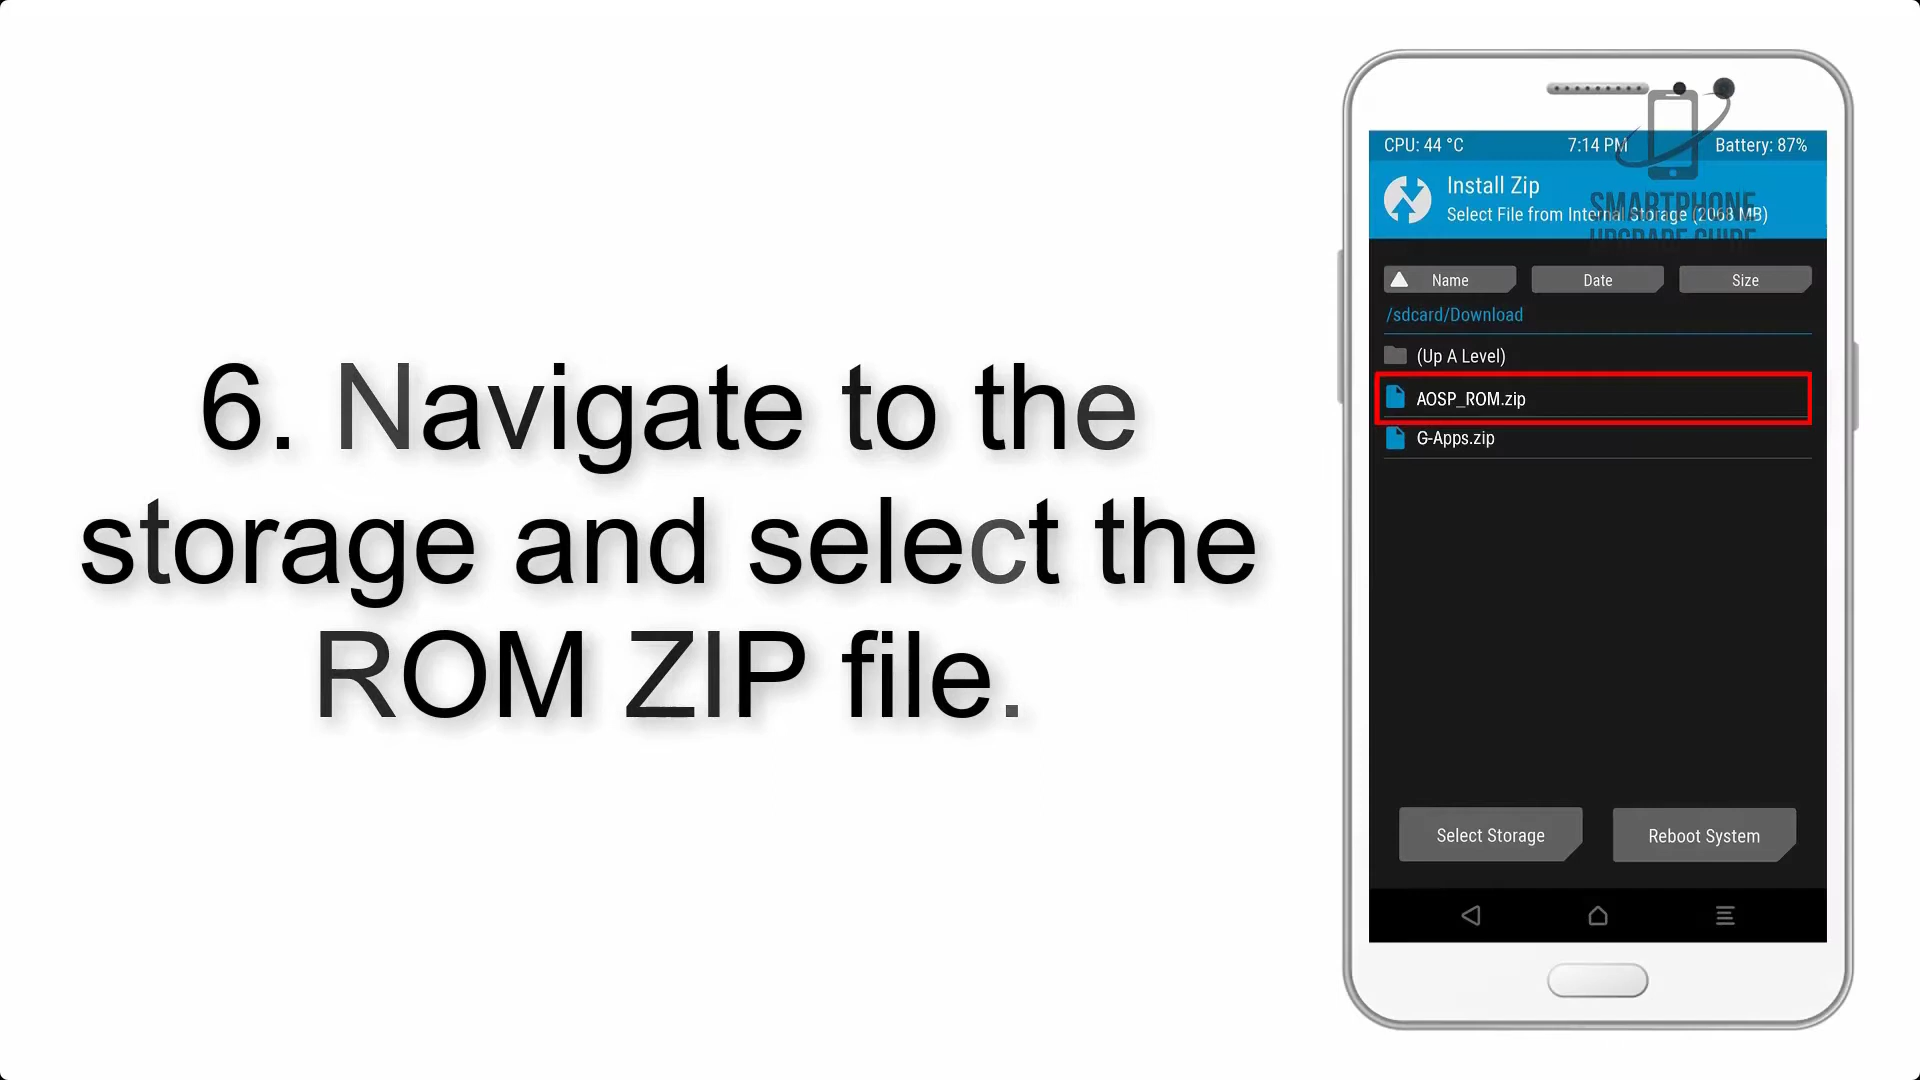 6. Navigate to the
storage and select the
ROM ZIP file.
CPU: 44 °C 7:14 PM Battery: 87%
Install Zip
Select File from Internal Storage (2068 MB)
SMARTPHONE
UPGRADE GUIDE
Name Date Size
/sdcard/Download
(Up A Level)
AOSP_ROM.zip
G-Apps.zip
Select Storage Reboot System